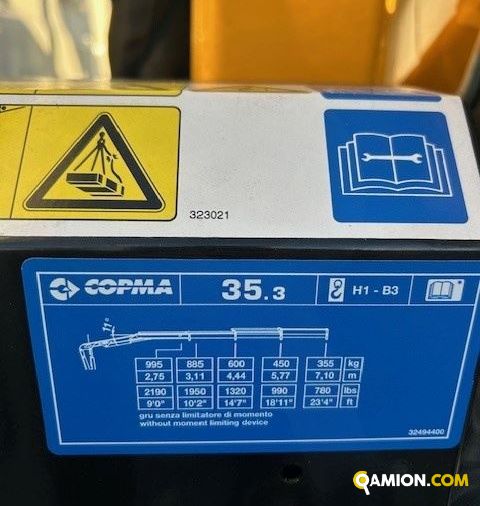 323021
COPMA 35.3 H1 - B3
995 885 600 450 355 kg
2,75 3,11 4,44 5,77 7,10 m
2190 1950 1320 990 780 lbs
9'0" 10'2" 14'7" 18'11" 23'4" ft
gru senza limitatore di momento
without moment limiting device
32494400
QAMION.COM